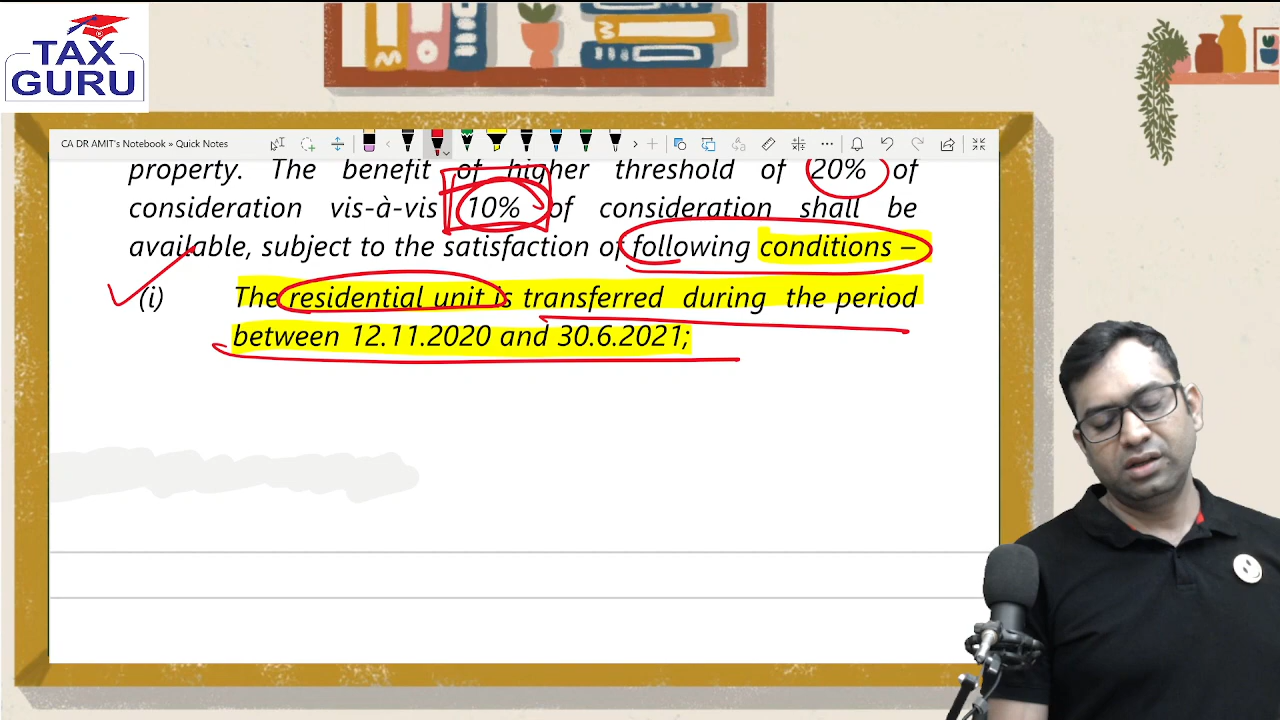 TAX
GURU
CA DR AMIT's Notebook » Quick Notes
property. The benefit of higher threshold of 20% of
consideration vis-à-vis 10% of consideration shall be
available, subject to the satisfaction of following conditions –
(i) The residential unit is transferred during the period
between 12.11.2020 and 30.6.2021;